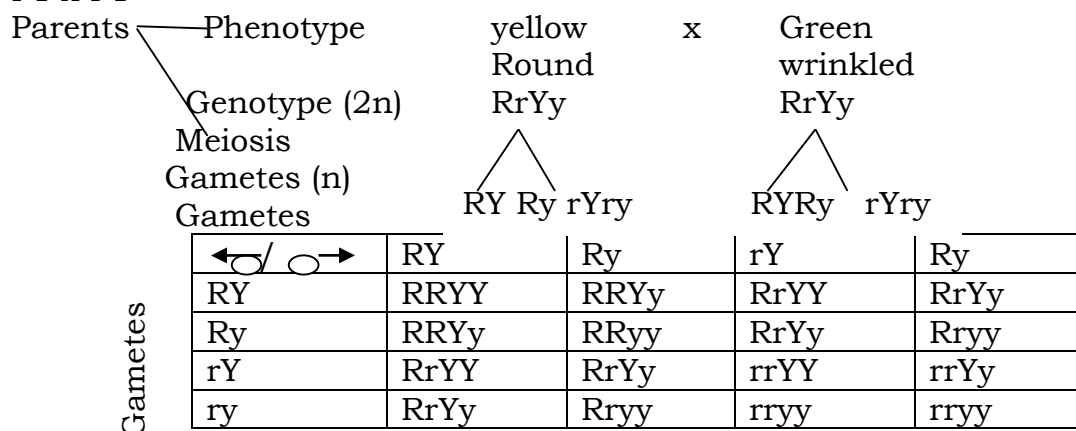 Parents Phenotype yellow x Green
Round wrinkled
Genotype (2n) RrYy RrYy
Meiosis
Gametes (n)
RY Ry rYry RYRy rYry
Gametes
/ RY Ry rY Ry
RY RRYY RRYy RrYY RrYy
Ry RRYy RRyy RrYy Rryy
rY RrYY RrYy rrYY rrYy
ry RrYy Rryy rryy rryy
Gametes